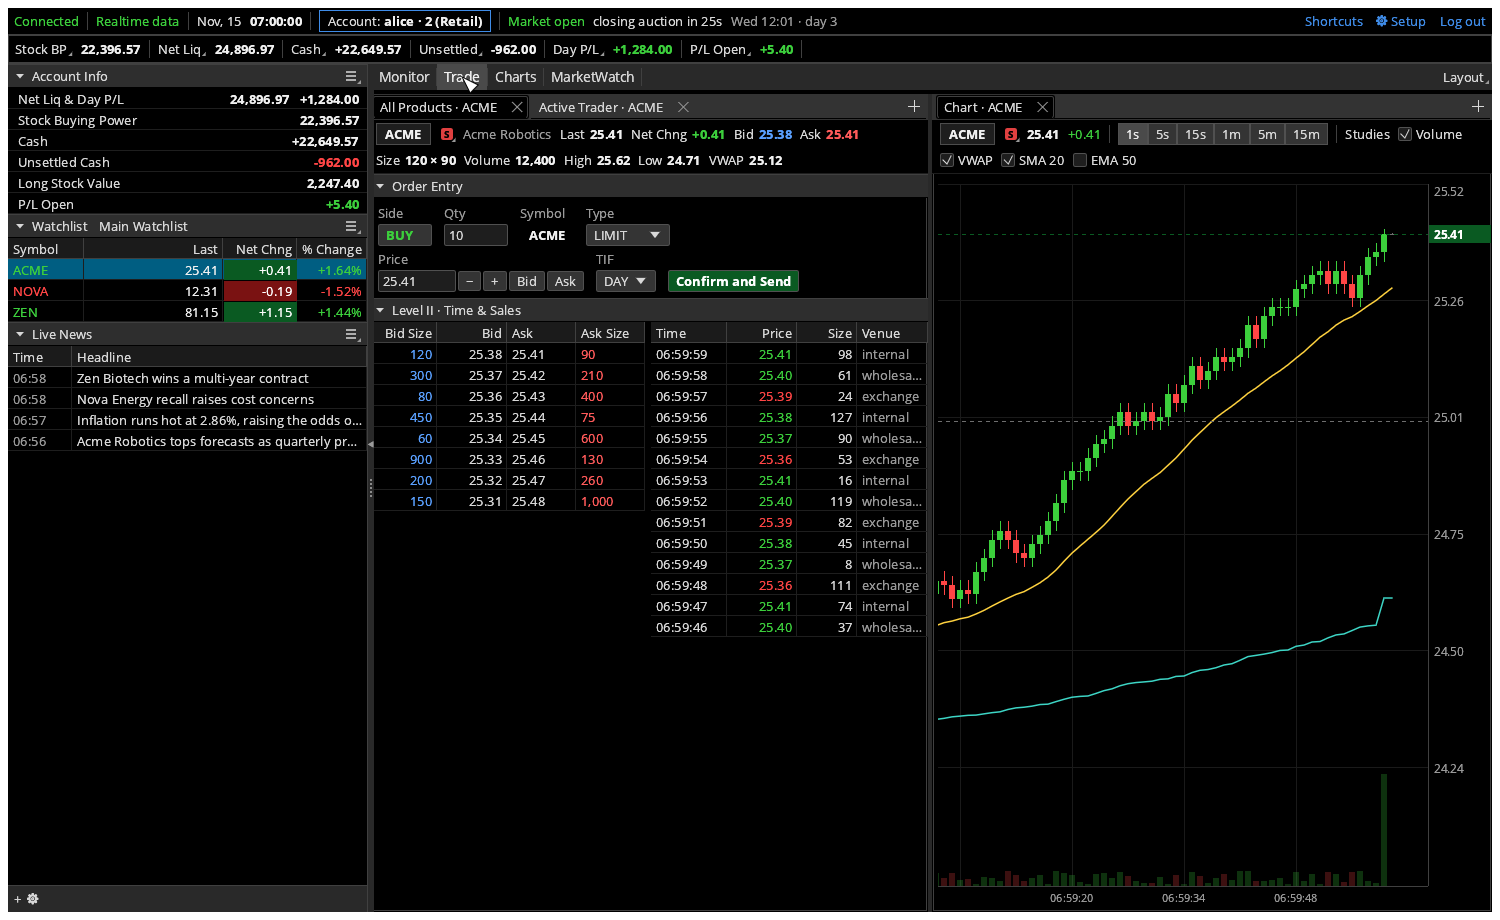 Connected Realtime data Nov, 15 07:00:00 Account: alice · 2 (Retail) Market open closing auction in 25s Wed 12:01 · day 3 Shortcuts Setup Log out
Stock BP 22,396.57 Net Liq 24,896.97 Cash +22,649.57 Unsettled -962.00 Day P/L +1,284.00 P/L Open +5.40
Account Info
Net Liq & Day P/L 24,896.97 +1,284.00
Stock Buying Power 22,396.57
Cash +22,649.57
Unsettled Cash -962.00
Long Stock Value 2,247.40
P/L Open +5.40
Watchlist Main Watchlist
Symbol Last Net Chng % Change
ACME 25.41 +0.41 +1.64%
NOVA 12.31 -0.19 -1.52%
ZEN 81.15 +1.15 +1.44%
Live News
Time Headline
06:58 Zen Biotech wins a multi-year contract
06:58 Nova Energy recall raises cost concerns
06:57 Inflation runs hot at 2.86%, raising the odds o...
06:56 Acme Robotics tops forecasts as quarterly pr...
+
Monitor Trade Charts MarketWatch Layout
All Products · ACME Active Trader · ACME
ACME S Acme Robotics Last 25.41 Net Chng +0.41 Bid 25.38 Ask 25.41
Size 120 × 90 Volume 12,400 High 25.62 Low 24.71 VWAP 25.12
Order Entry
Side Qty Symbol Type
BUY 10 ACME LIMIT
Price TIF
25.41 − + Bid Ask DAY Confirm and Send
Level II · Time & Sales
Bid Size Bid Ask Ask Size
120 25.38 25.41 90
300 25.37 25.42 210
80 25.36 25.43 400
450 25.35 25.44 75
60 25.34 25.45 600
900 25.33 25.46 130
200 25.32 25.47 260
150 25.31 25.48 1,000
Time Price Size Venue
06:59:59 25.41 98 internal
06:59:58 25.40 61 wholesa...
06:59:57 25.39 24 exchange
06:59:56 25.38 127 internal
06:59:55 25.37 90 wholesa...
06:59:54 25.36 53 exchange
06:59:53 25.41 16 internal
06:59:52 25.40 119 wholesa...
06:59:51 25.39 82 exchange
06:59:50 25.38 45 internal
06:59:49 25.37 8 wholesa...
06:59:48 25.36 111 exchange
06:59:47 25.41 74 internal
06:59:46 25.40 37 wholesa...
Chart · ACME
ACME S 25.41 +0.41 1s 5s 15s 1m 5m 15m Studies Volume
VWAP SMA 20 EMA 50
25.52
25.41
25.26
25.01
24.75
24.50
24.24
06:59:20 06:59:34 06:59:48